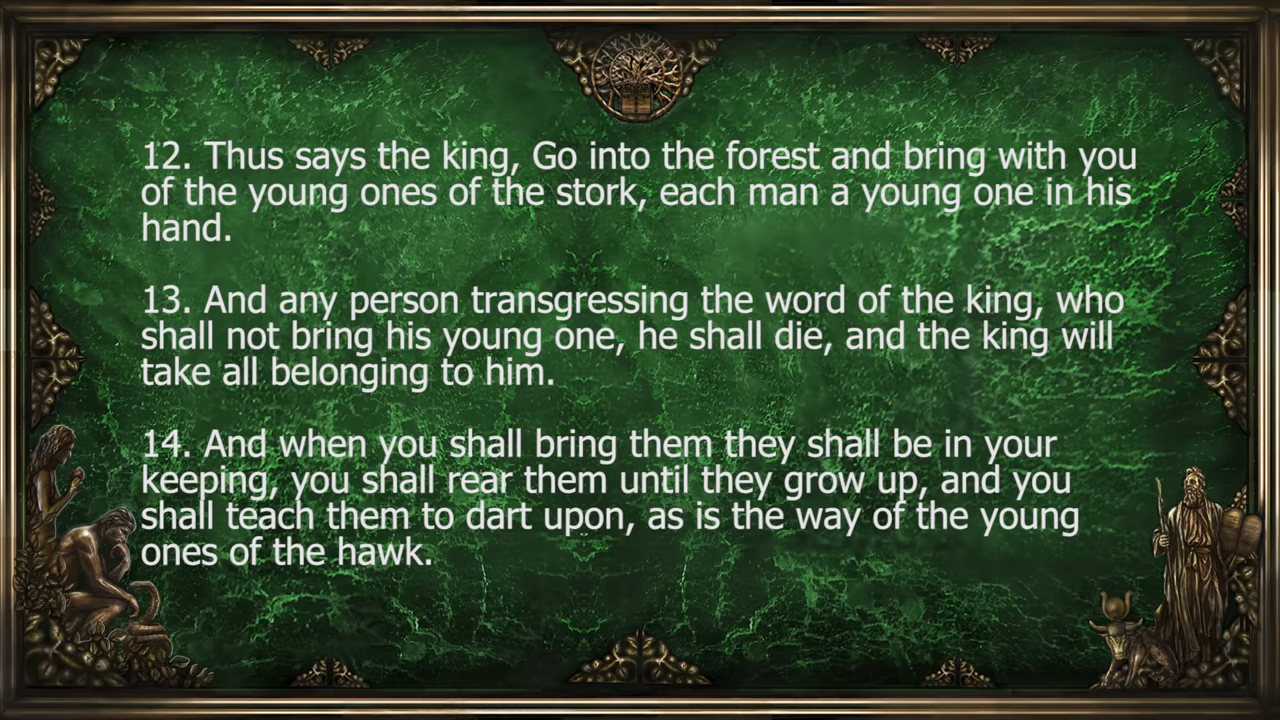 12. Thus says the king, Go into the forest and bring with you
of the young ones of the stork, each man a young one in his
hand.
13. And any person transgressing the word of the king, who
shall not bring his young one, he shall die, and the king will
take all belonging to him.
14. And when you shall bring them they shall be in your
keeping, you shall rear them until they grow up, and you
shall teach them to dart upon, as is the way of the young
ones of the hawk.